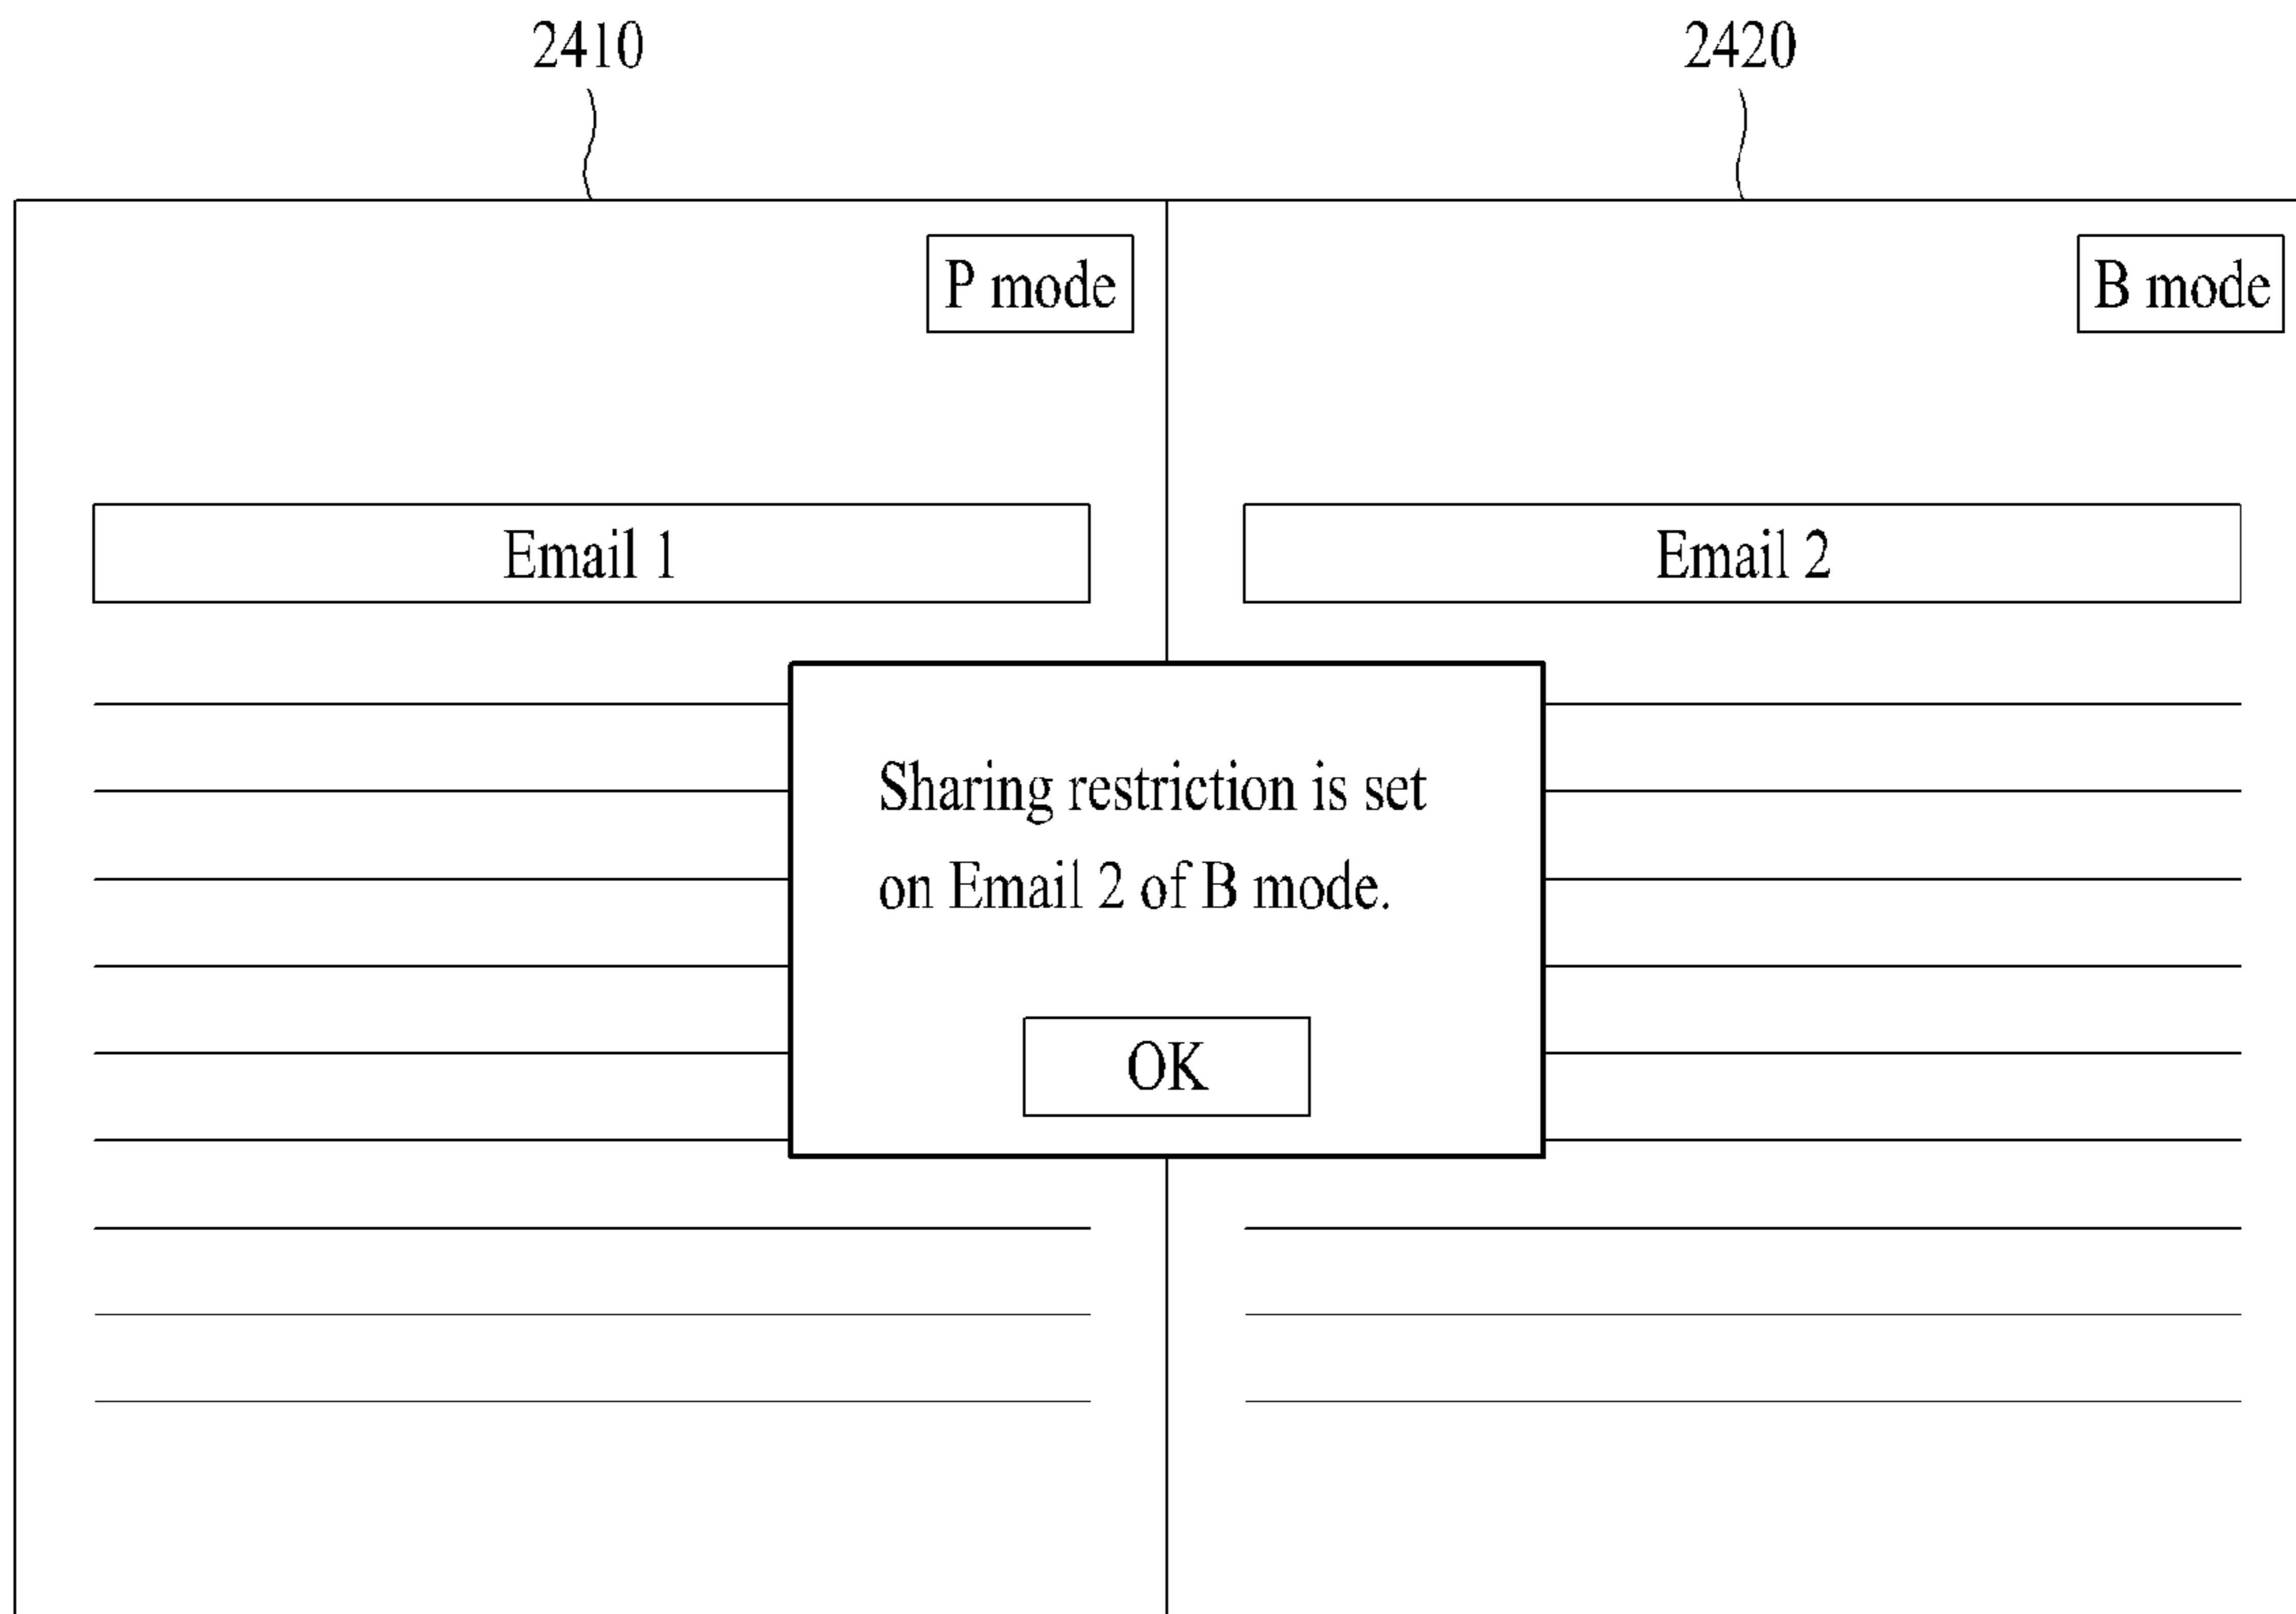 2410
2420
P mode
B mode
Email 1
Email 2
Sharing restriction is set
on Email 2 of B mode.
OK